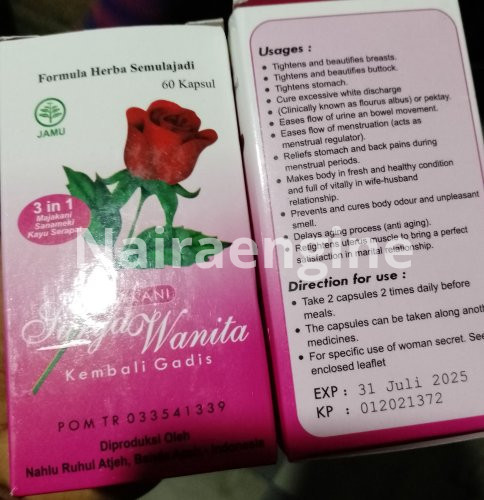 Formula Herba Semulajadi
60 Kapsul
JAMU
3 in 1
Majakani
Sanameki
Kayu Serapat
Wanita
Kembali Gadis
POM TR 033541339
Diproduksi Oleh
Nahlu Ruhul Atjeh, Indonesia
Usages :
• Tightens and beautifies breasts.
• Tightens and beautifies buttock.
• Tightens stomach.
• Cure excessive white discharge
• (Clinically known as flourus albus) or pektay.
• Eases flow of urine an bowel movement.
• Eases flow of menstruation (acts as
menstrual regulator).
• Reliefs stomach and back pains during
menstrual periods.
• Makes body in fresh and healthy condition
and full of vitally in wife-husband
relationship.
• Prevents and cures body odour and unpleasant
smell.
• Delays aging process (anti aging).
• Retightens uterus muscle to bring a perfect
satisfaction in marital relationship.
Direction for use :
• Take 2 capsules 2 times daily before
meals.
• The capsules can be taken along
medicines.
• For specific use of woman secret. See
enclosed leaflet
EXP : 31 Juli 2025
KP : 012021372
Nairaengine